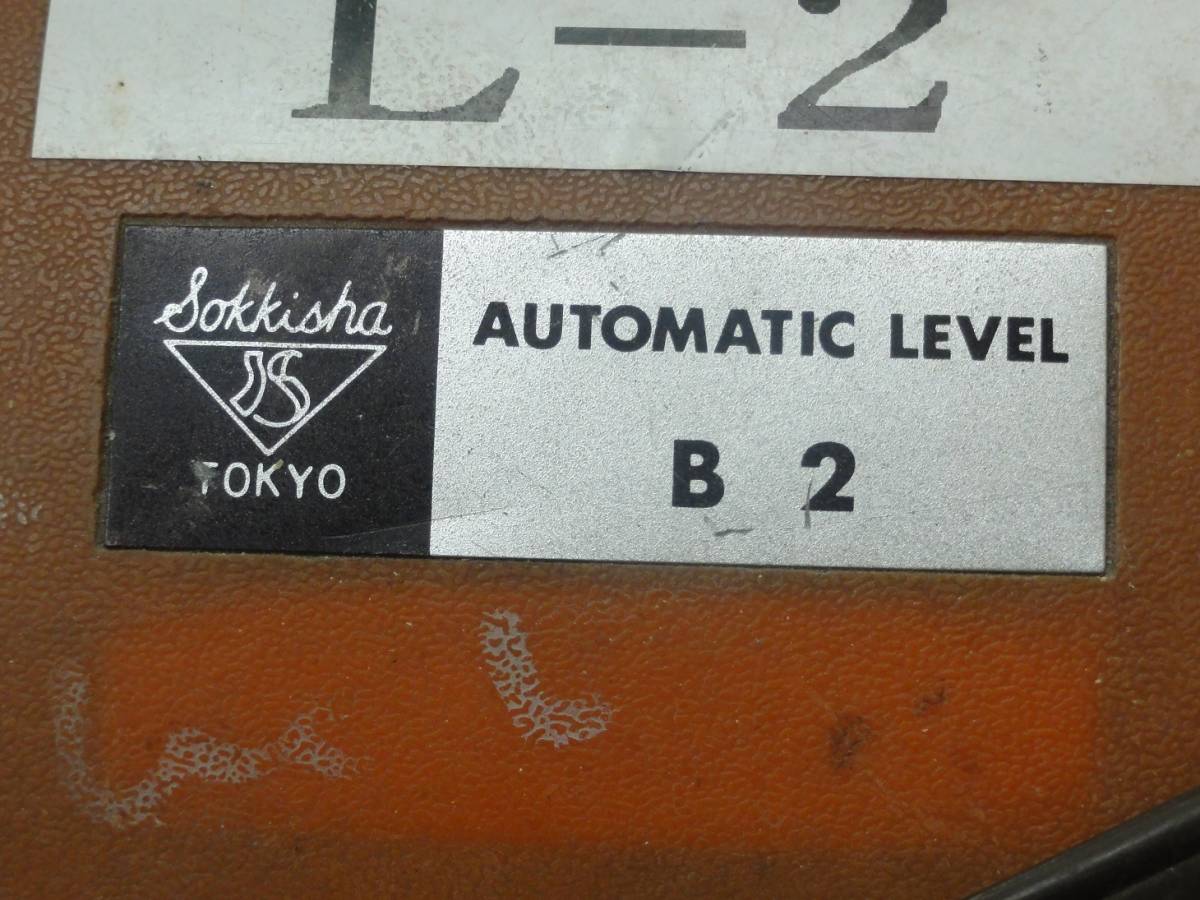 L-2
Sokkisha
TOKYO
AUTOMATIC LEVEL
B 2